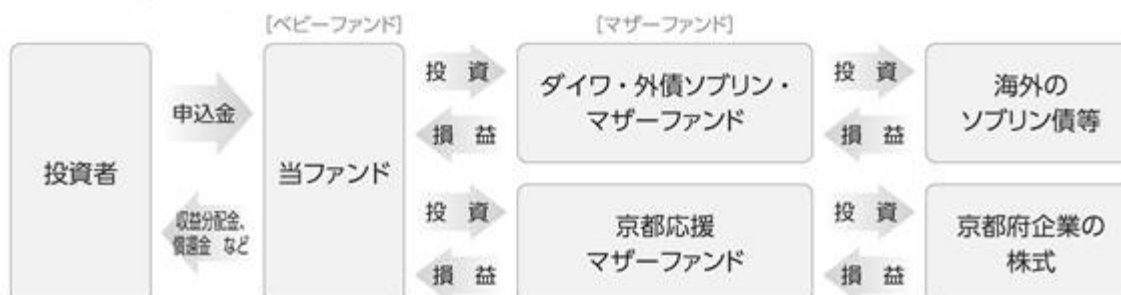 [ベビーファンド]
[マザーファンド]
投資者
申込金
収益分配金、
償還金 など
当ファンド
投 資
損 益
ダイワ・外債ソブリン・
マザーファンド
投 資
損 益
海外の
ソブリン債等
投 資
損 益
京都応援
マザーファンド
投 資
損 益
京都府企業の
株式